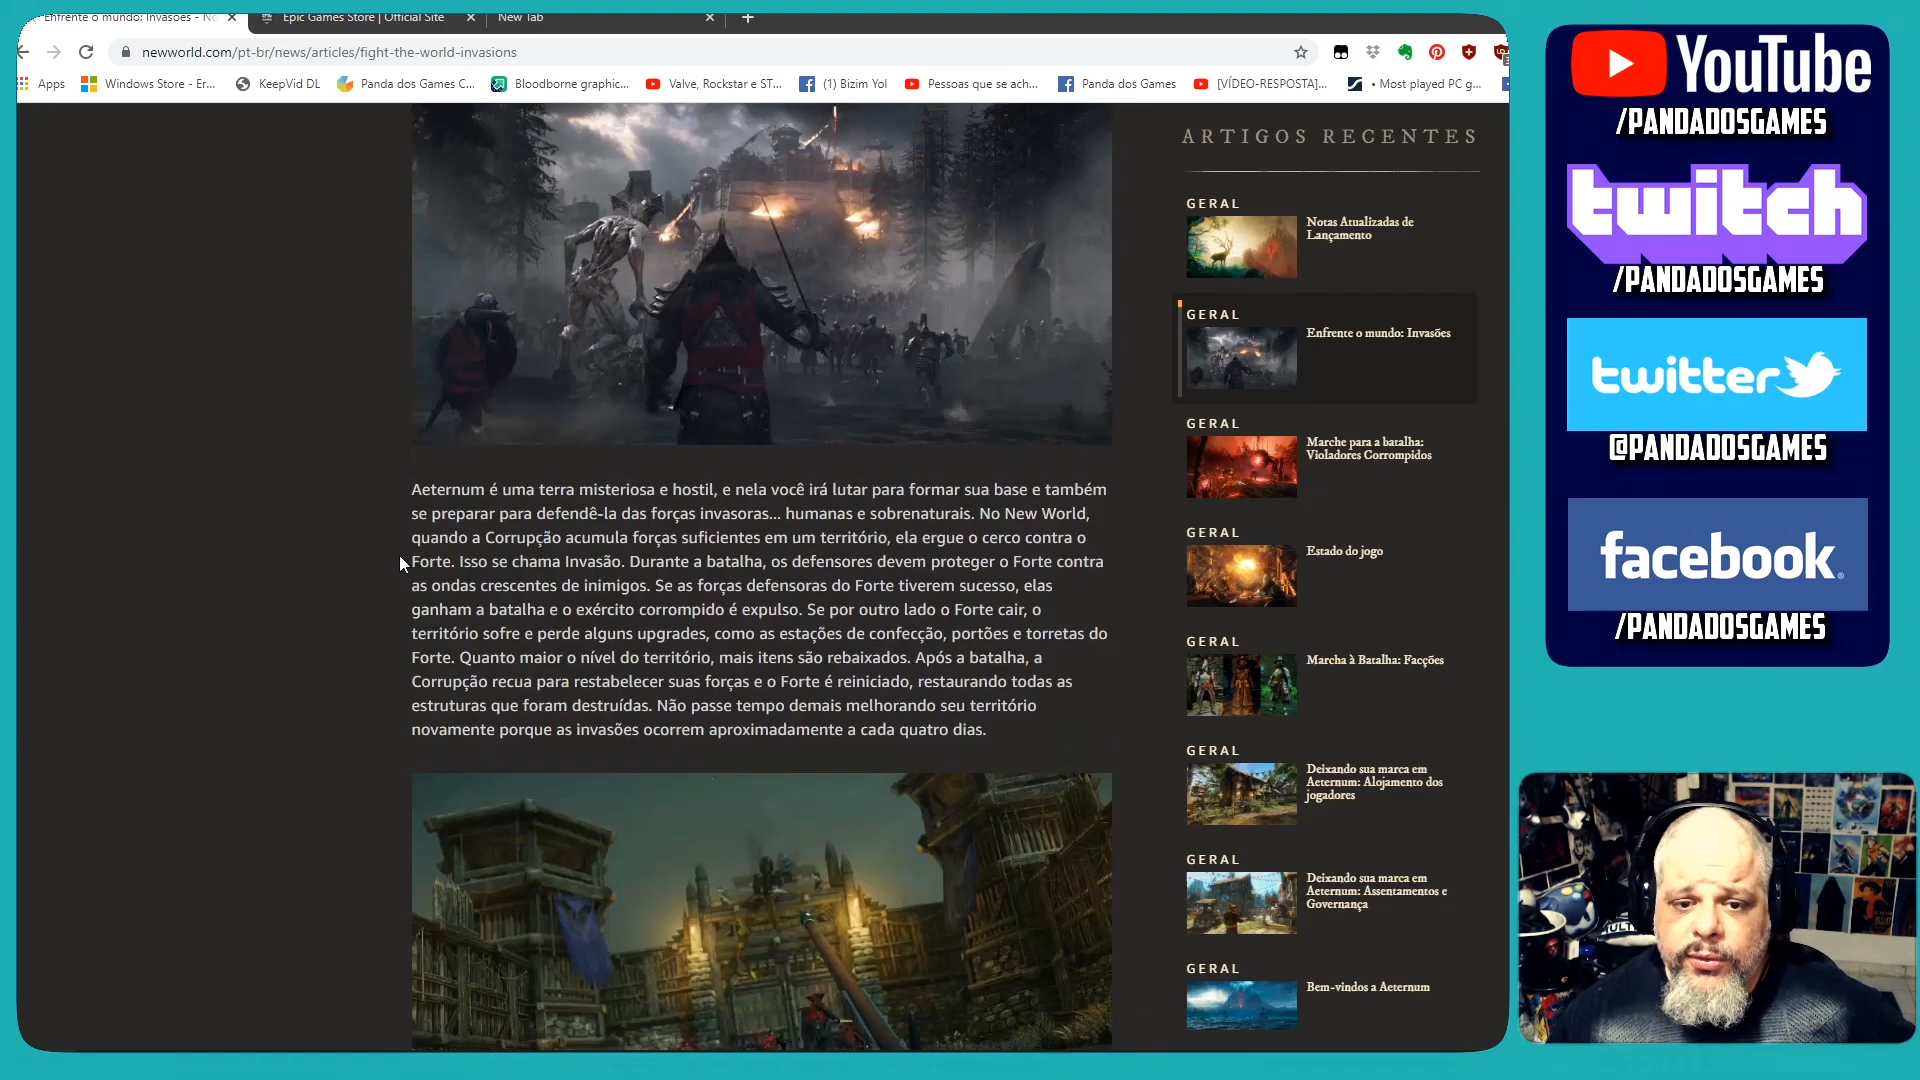 Enfrente o mundo: Invasões - No
Epic Games Store | Official Site
New Tab
newworld.com/pt-br/news/articles/fight-the-world-invasions
Apps
Windows Store - Er...
KeepVid DL
Panda dos Games C...
Bloodborne graphic...
Valve, Rockstar e ST...
(1) Bizim Yol
Pessoas que se ach...
Panda dos Games
[VÍDEO-RESPOSTA]...
• Most played PC g...
ARTIGOS RECENTES
GERAL
Notas Atualizadas de
Lançamento
GERAL
Enfrente o mundo: Invasões
GERAL
Marche para a batalha:
Violadores Corrompidos
GERAL
Estado do jogo
GERAL
Marcha à Batalha: Facções
GERAL
Deixando sua marca em
Aeternum: Alojamento dos
jogadores
GERAL
Deixando sua marca em
Aeternum: Assentamentos e
Governança
GERAL
Bem-vindos a Aeternum
Aeternum é uma terra misteriosa e hostil, e nela você irá lutar para formar sua base e também
se preparar para defendê-la das forças invasoras... humanas e sobrenaturais. No New World,
quando a Corrupção acumula forças suficientes em um território, ela ergue o cerco contra o
Forte. Isso se chama Invasão. Durante a batalha, os defensores devem proteger o Forte contra
as ondas crescentes de inimigos. Se as forças defensoras do Forte tiverem sucesso, elas
ganham a batalha e o exército corrompido é expulso. Se por outro lado o Forte cair, o
território sofre e perde alguns upgrades, como as estações de confecção, portões e torretas do
Forte. Quanto maior o nível do território, mais itens são rebaixados. Após a batalha, a
Corrupção recua para restabelecer suas forças e o Forte é reiniciado, restaurando todas as
estruturas que foram destruídas. Não passe tempo demais melhorando seu território
novamente porque as invasões ocorrem aproximadamente a cada quatro dias.
YouTube
/PANDADOSGAMES
twitch
/PANDADOSGAMES
twitter
@PANDADOSGAMES
facebook
/PANDADOSGAMES